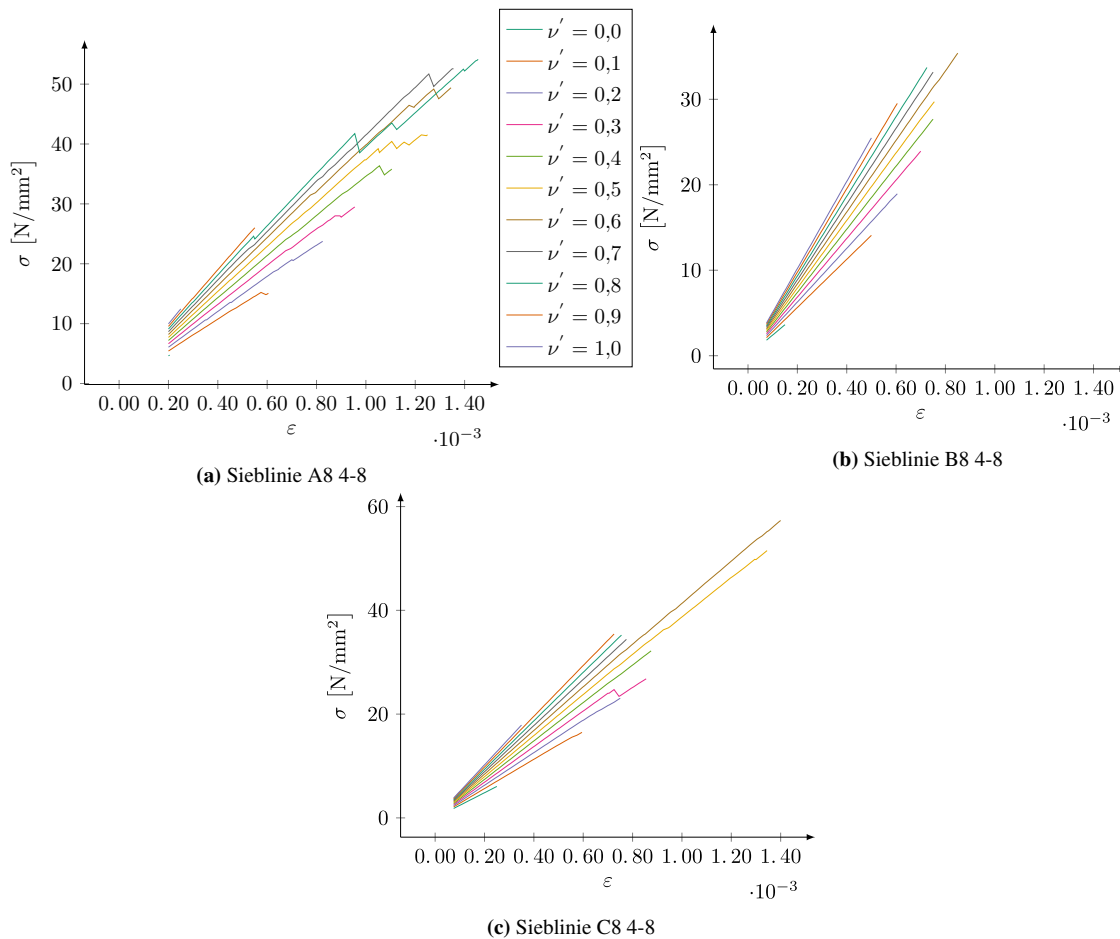 σ [N/mm²]
50
40
30
20
10
0
0.00 0.20 0.40 0.60 0.80 1.00 1.20 1.40
ε
·10⁻³
(a) Sieblinie A8 4-8
ν′ = 0,0
ν′ = 0,1
ν′ = 0,2
ν′ = 0,3
ν′ = 0,4
ν′ = 0,5
ν′ = 0,6
ν′ = 0,7
ν′ = 0,8
ν′ = 0,9
ν′ = 1,0
σ [N/mm²]
30
20
10
0
0.00 0.20 0.40 0.60 0.80 1.00 1.20 1.40
ε
·10⁻³
(b) Sieblinie B8 4-8
σ [N/mm²]
60
40
20
0
0.00 0.20 0.40 0.60 0.80 1.00 1.20 1.40
ε
·10⁻³
(c) Sieblinie C8 4-8